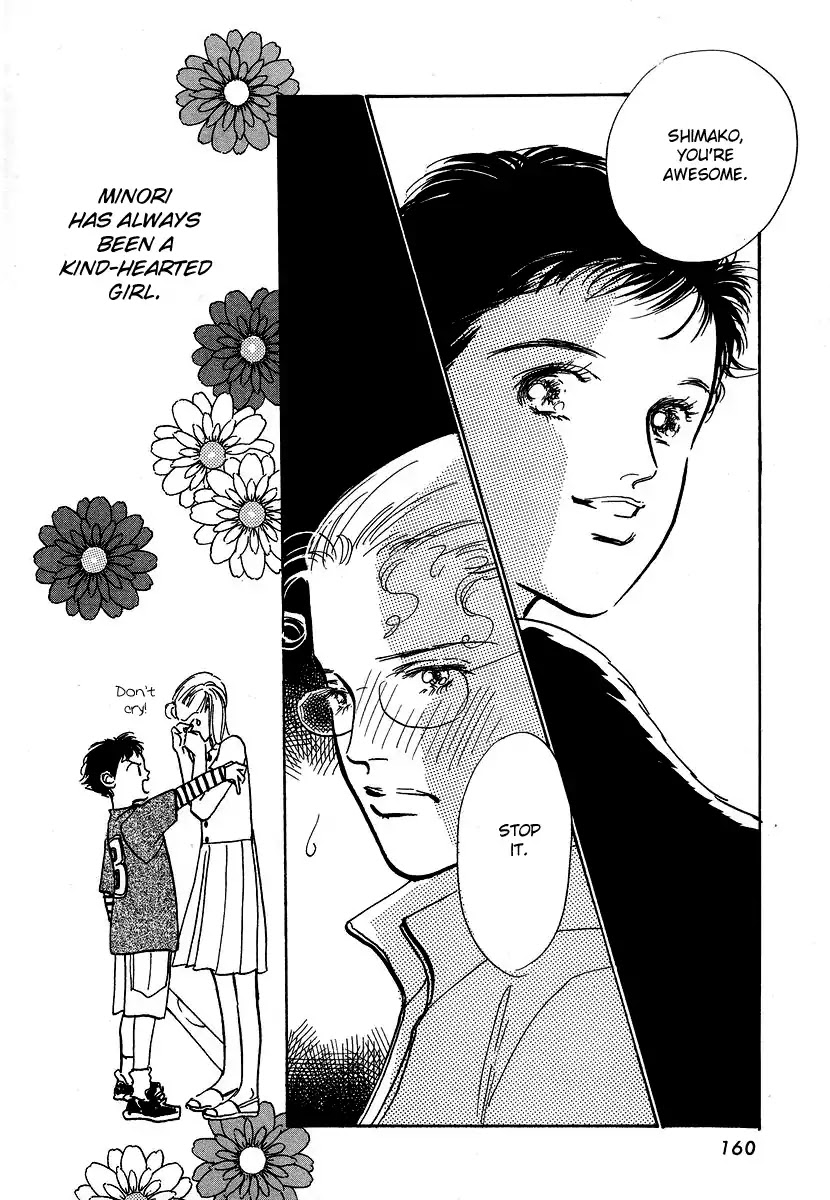 SHIMAKO,
YOU'RE
AWESOME.
STOP
IT.
MINORI
HAS ALWAYS
BEEN A
KIND-HEARTED
GIRL.
Don't
cry!
160